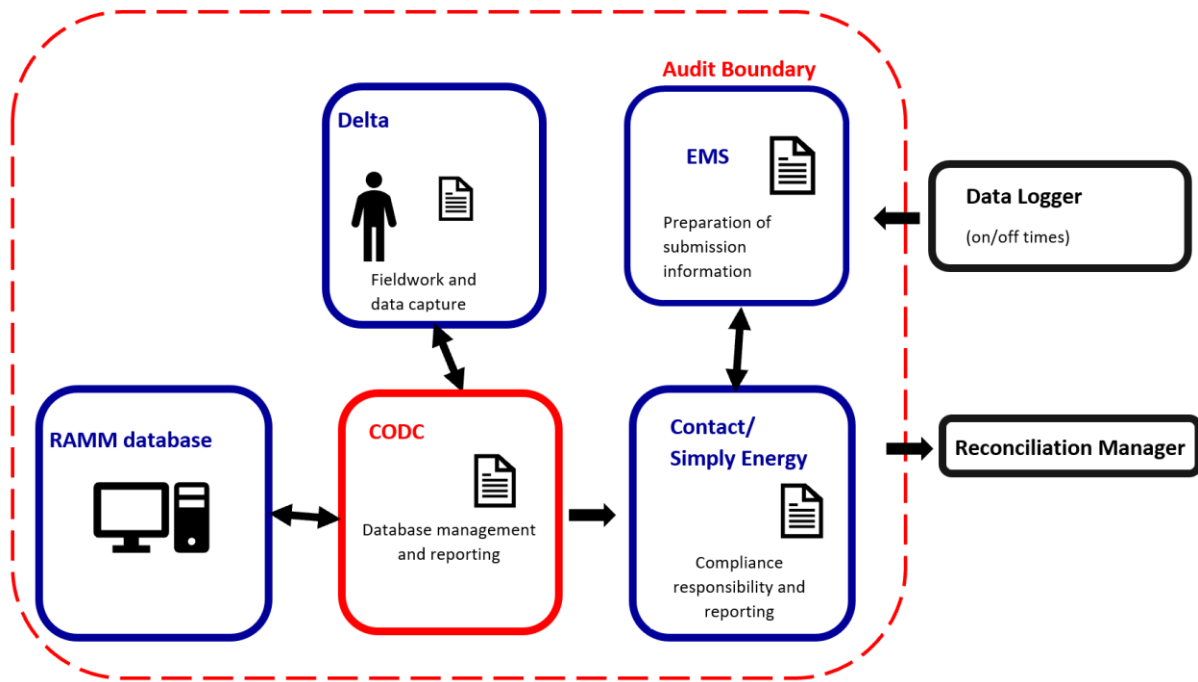 Audit Boundary
Delta
Fieldwork and
data capture
EMS
Preparation of
submission
information
Data Logger
(on/off times)
RAMM database
CODC
Database management
and reporting
Contact/
Simply Energy
Compliance
responsibility and
reporting
Reconciliation Manager